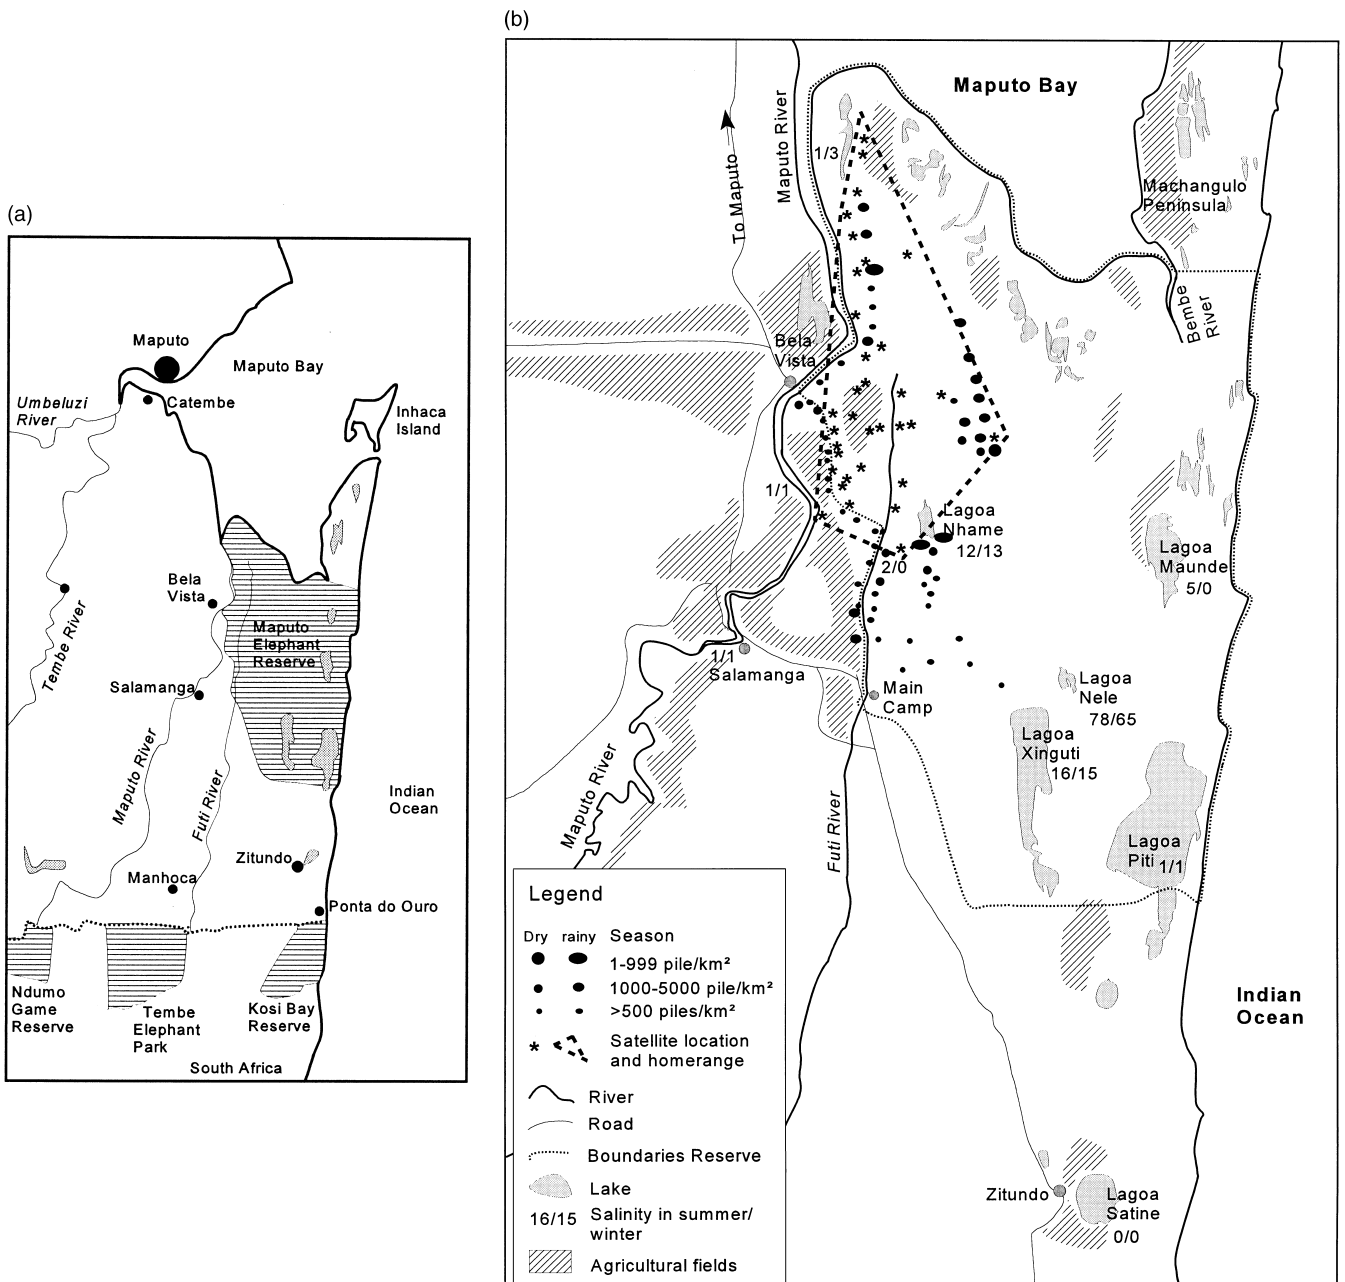 (a)
Maputo
Maputo Bay
Umbeluzi
River
Catembe
Inhaca
Island
Bela
Vista
Maputo
Elephant
Reserve
Tembe River
Salamanga
Maputo River
Futi River
Indian
Ocean
Zitundo
Manhoca
Ponta do Ouro
Ndumo
Game
Reserve
Tembe
Elephant
Park
Kosi Bay
Reserve
South Africa
(b)
Maputo Bay
To Maputo
Maputo River
1/3
Machangulo
Peninsula
Bembe
River
Bela
Vista
1/1
Lagoa
Nhame
12/13
2/0
Lagoa
Maunde
5/0
1/1
Salamanga
Main
Camp
Lagoa
Nele
78/65
Lagoa
Xinguti
16/15
Maputo River
Futi River
Lagoa
Piti 1/1
Indian
Ocean
Zitundo
Lagoa
Satine
0/0
Legend
Dry rainy Season
1-999 pile/km²
1000-5000 pile/km²
>500 piles/km²
* Satellite location
and homerange
River
Road
Boundaries Reserve
Lake
16/15 Salinity in summer/
winter
Agricultural fields